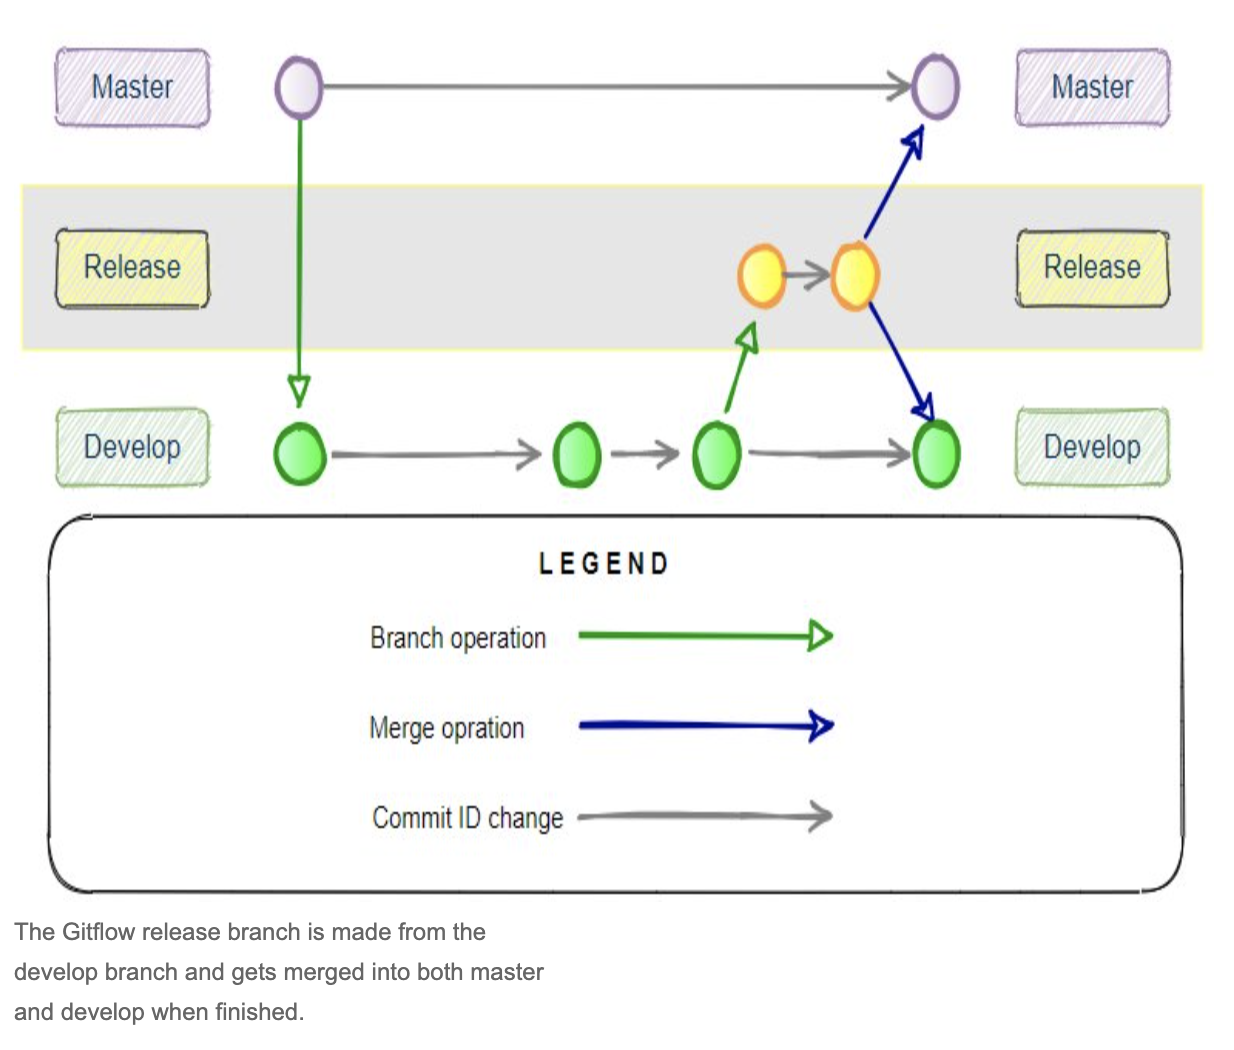 Master
Master
Release
Release
Develop
Develop
LEGEND
Branch operation
Merge opration
Commit ID change
The Gitflow release branch is made from the
develop branch and gets merged into both master
and develop when finished.